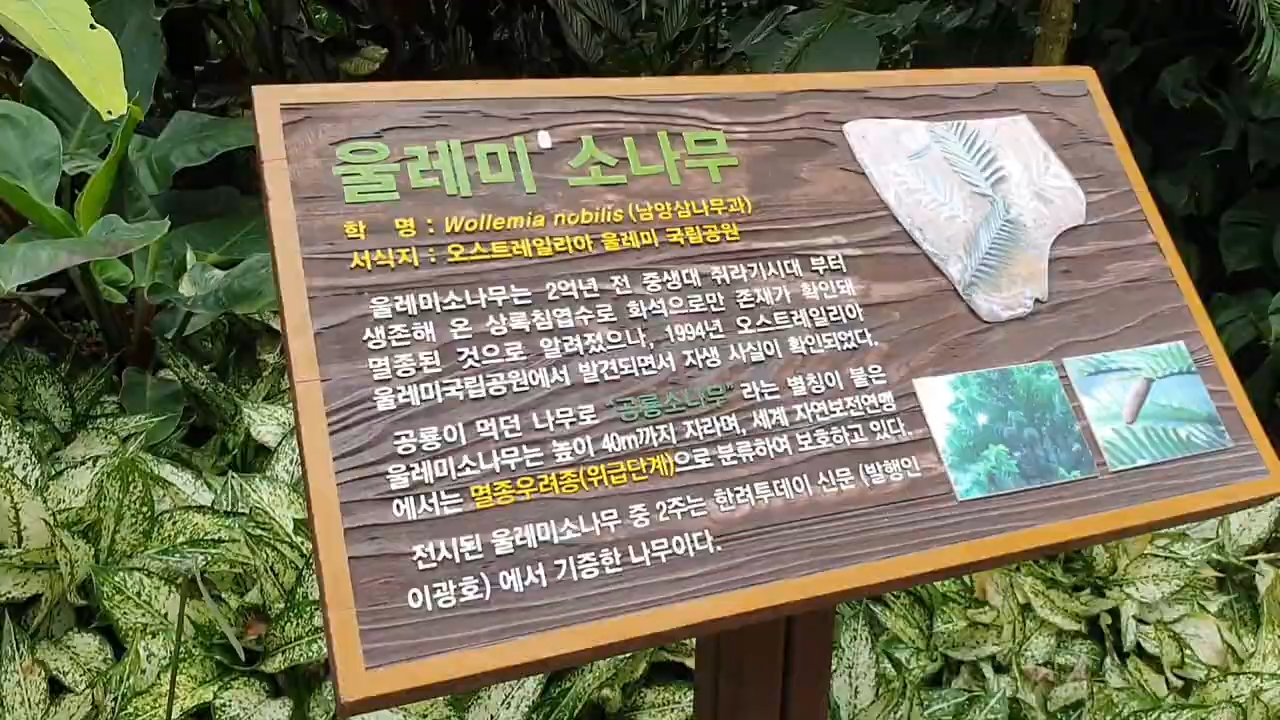 울레미 소나무
학 명 : Wollemia nobilis (남양삼나무과)
서식지 : 오스트레일리아 울레미 국립공원
울레미소나무는 2억년 전 중생대 쥐라기시대 부터
생존해 온 상록침엽수로 화석으로만 존재가 확인돼
멸종된 것으로 알려졌으나, 1994년 오스트레일리아
울레미국립공원에서 발견되면서 자생 사실이 확인되었다.
공룡이 먹던 나무로 "공룡소나무" 라는 별칭이 붙은
울레미소나무는 높이 40m까지 자라며, 세계 자연보전연맹
에서는 멸종우려종(위급단계)으로 분류하여 보호하고 있다.
전시된 울레미소나무 중 2주는 한려투데이 신문 (발행인
이광호) 에서 기증한 나무이다.